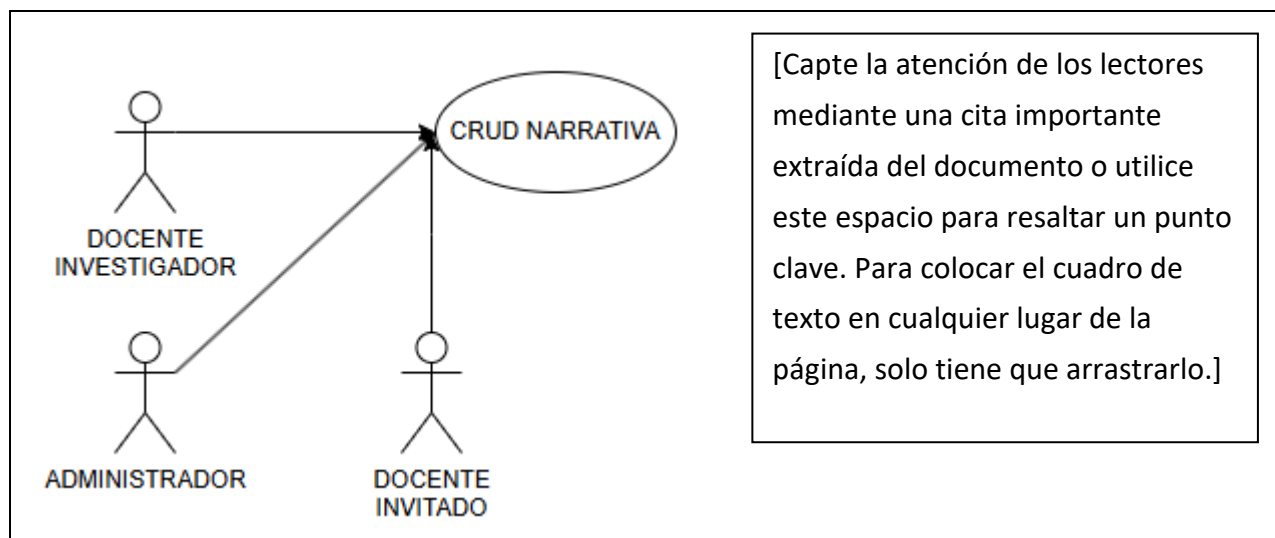 CRUD NARRATIVA
DOCENTE
INVESTIGADOR
ADMINISTRADOR
DOCENTE
INVITADO
[Capte la atención de los lectores
mediante una cita importante
extraída del documento o utilice
este espacio para resaltar un punto
clave. Para colocar el cuadro de
texto en cualquier lugar de la
página, solo tiene que arrastrarlo.]